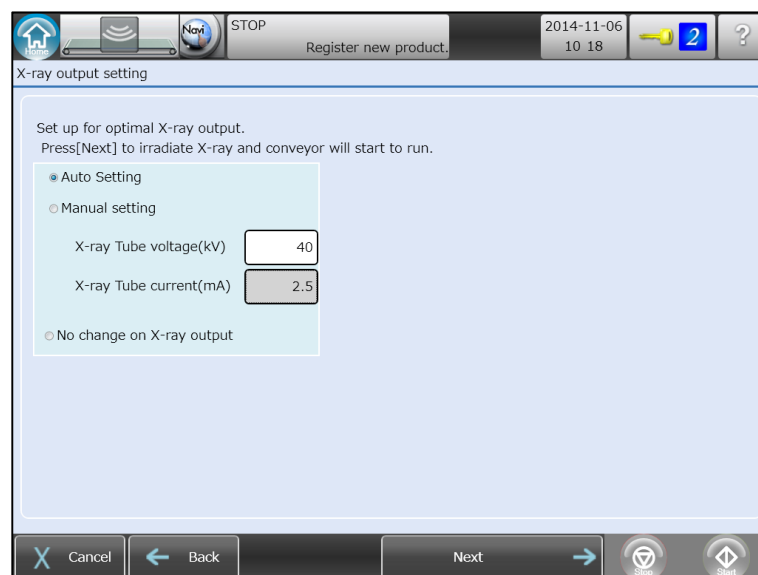 STOP
2014-11-06
Navi
Register new product.
10 18
2
?
Home
X-ray output setting
Set up for optimal X-ray output.
Press[Next] to irradiate X-ray and conveyor will start to run.
Auto Setting
Manual setting
X-ray Tube voltage(kV) 40
X-ray Tube current(mA) 2.5
No change on X-ray output
X Cancel
Back
Next
Stop
Start